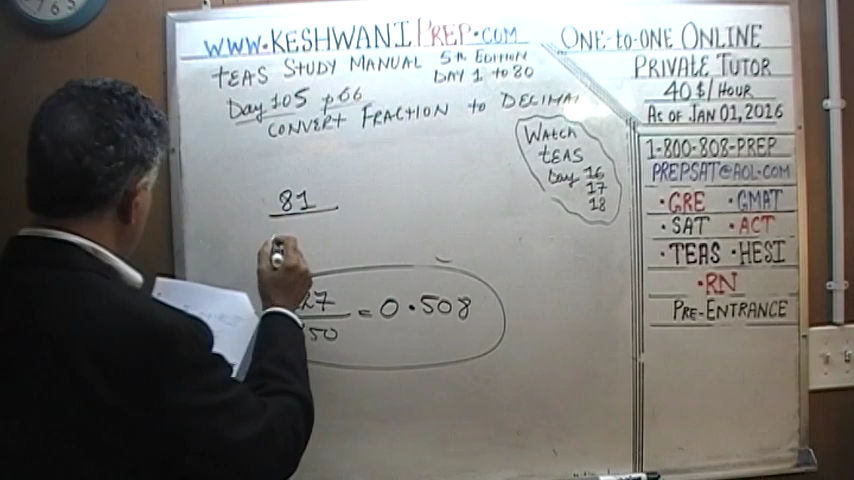 WWW.KESHWANIPREP.COM
TEAS STUDY MANUAL 5TH EDITION
DAY 1 TO 80
Day 105 p66
CONVERT FRACTION to DECIMAL
WATCH
tEAS
Day 16
17
18
81
27
50
= 0.508
ONE-to-ONE ONLINE
PRIVATE TUTOR
40$/HOUR
AS OF JAN 01,2016
1-800-808-PREP
PREPSAT@AOL-COM
•GRE •GMAT
•SAT •ACT
•TEAS •HESI
•RN
PRE-ENTRANCE